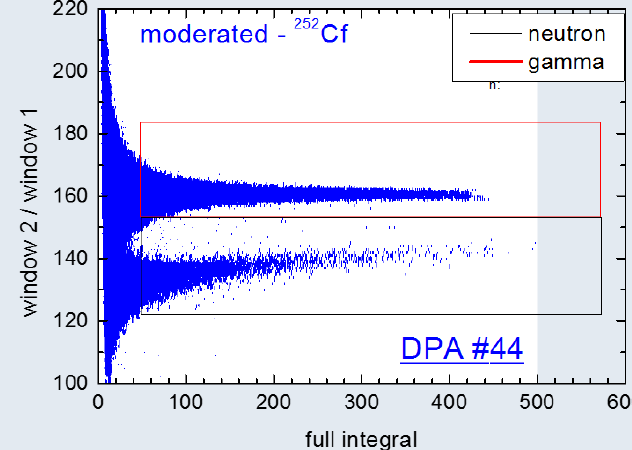 moderated - ²⁵²Cf
neutron
gamma
n:
220
200
180
160
140
120
100
window 2 / window 1
DPA #44
0
100
200
300
400
500
600
full integral